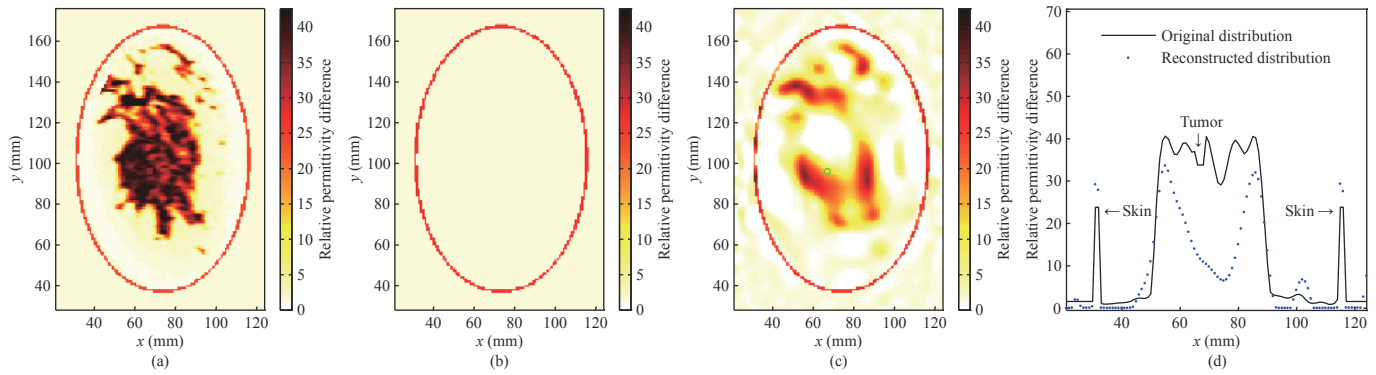 160
140
120
100
80
60
40
y (mm)
40 60 80 100 120
x (mm)
(a)
40
35
30
25
20
15
10
5
0
Relative permittivity difference
160
140
120
100
80
60
40
y (mm)
40 60 80 100 120
x (mm)
(b)
40
35
30
25
20
15
10
5
0
Relative permittivity difference
160
140
120
100
80
60
40
y (mm)
40 60 80 100 120
x (mm)
(c)
40
35
30
25
20
15
10
5
0
Relative permittivity difference
70
60
50
40
30
20
10
0
Relative permittivity difference
Original distribution
Reconstructed distribution
Tumor
←Skin
Skin→
40 60 80 100 120
x (mm)
(d)